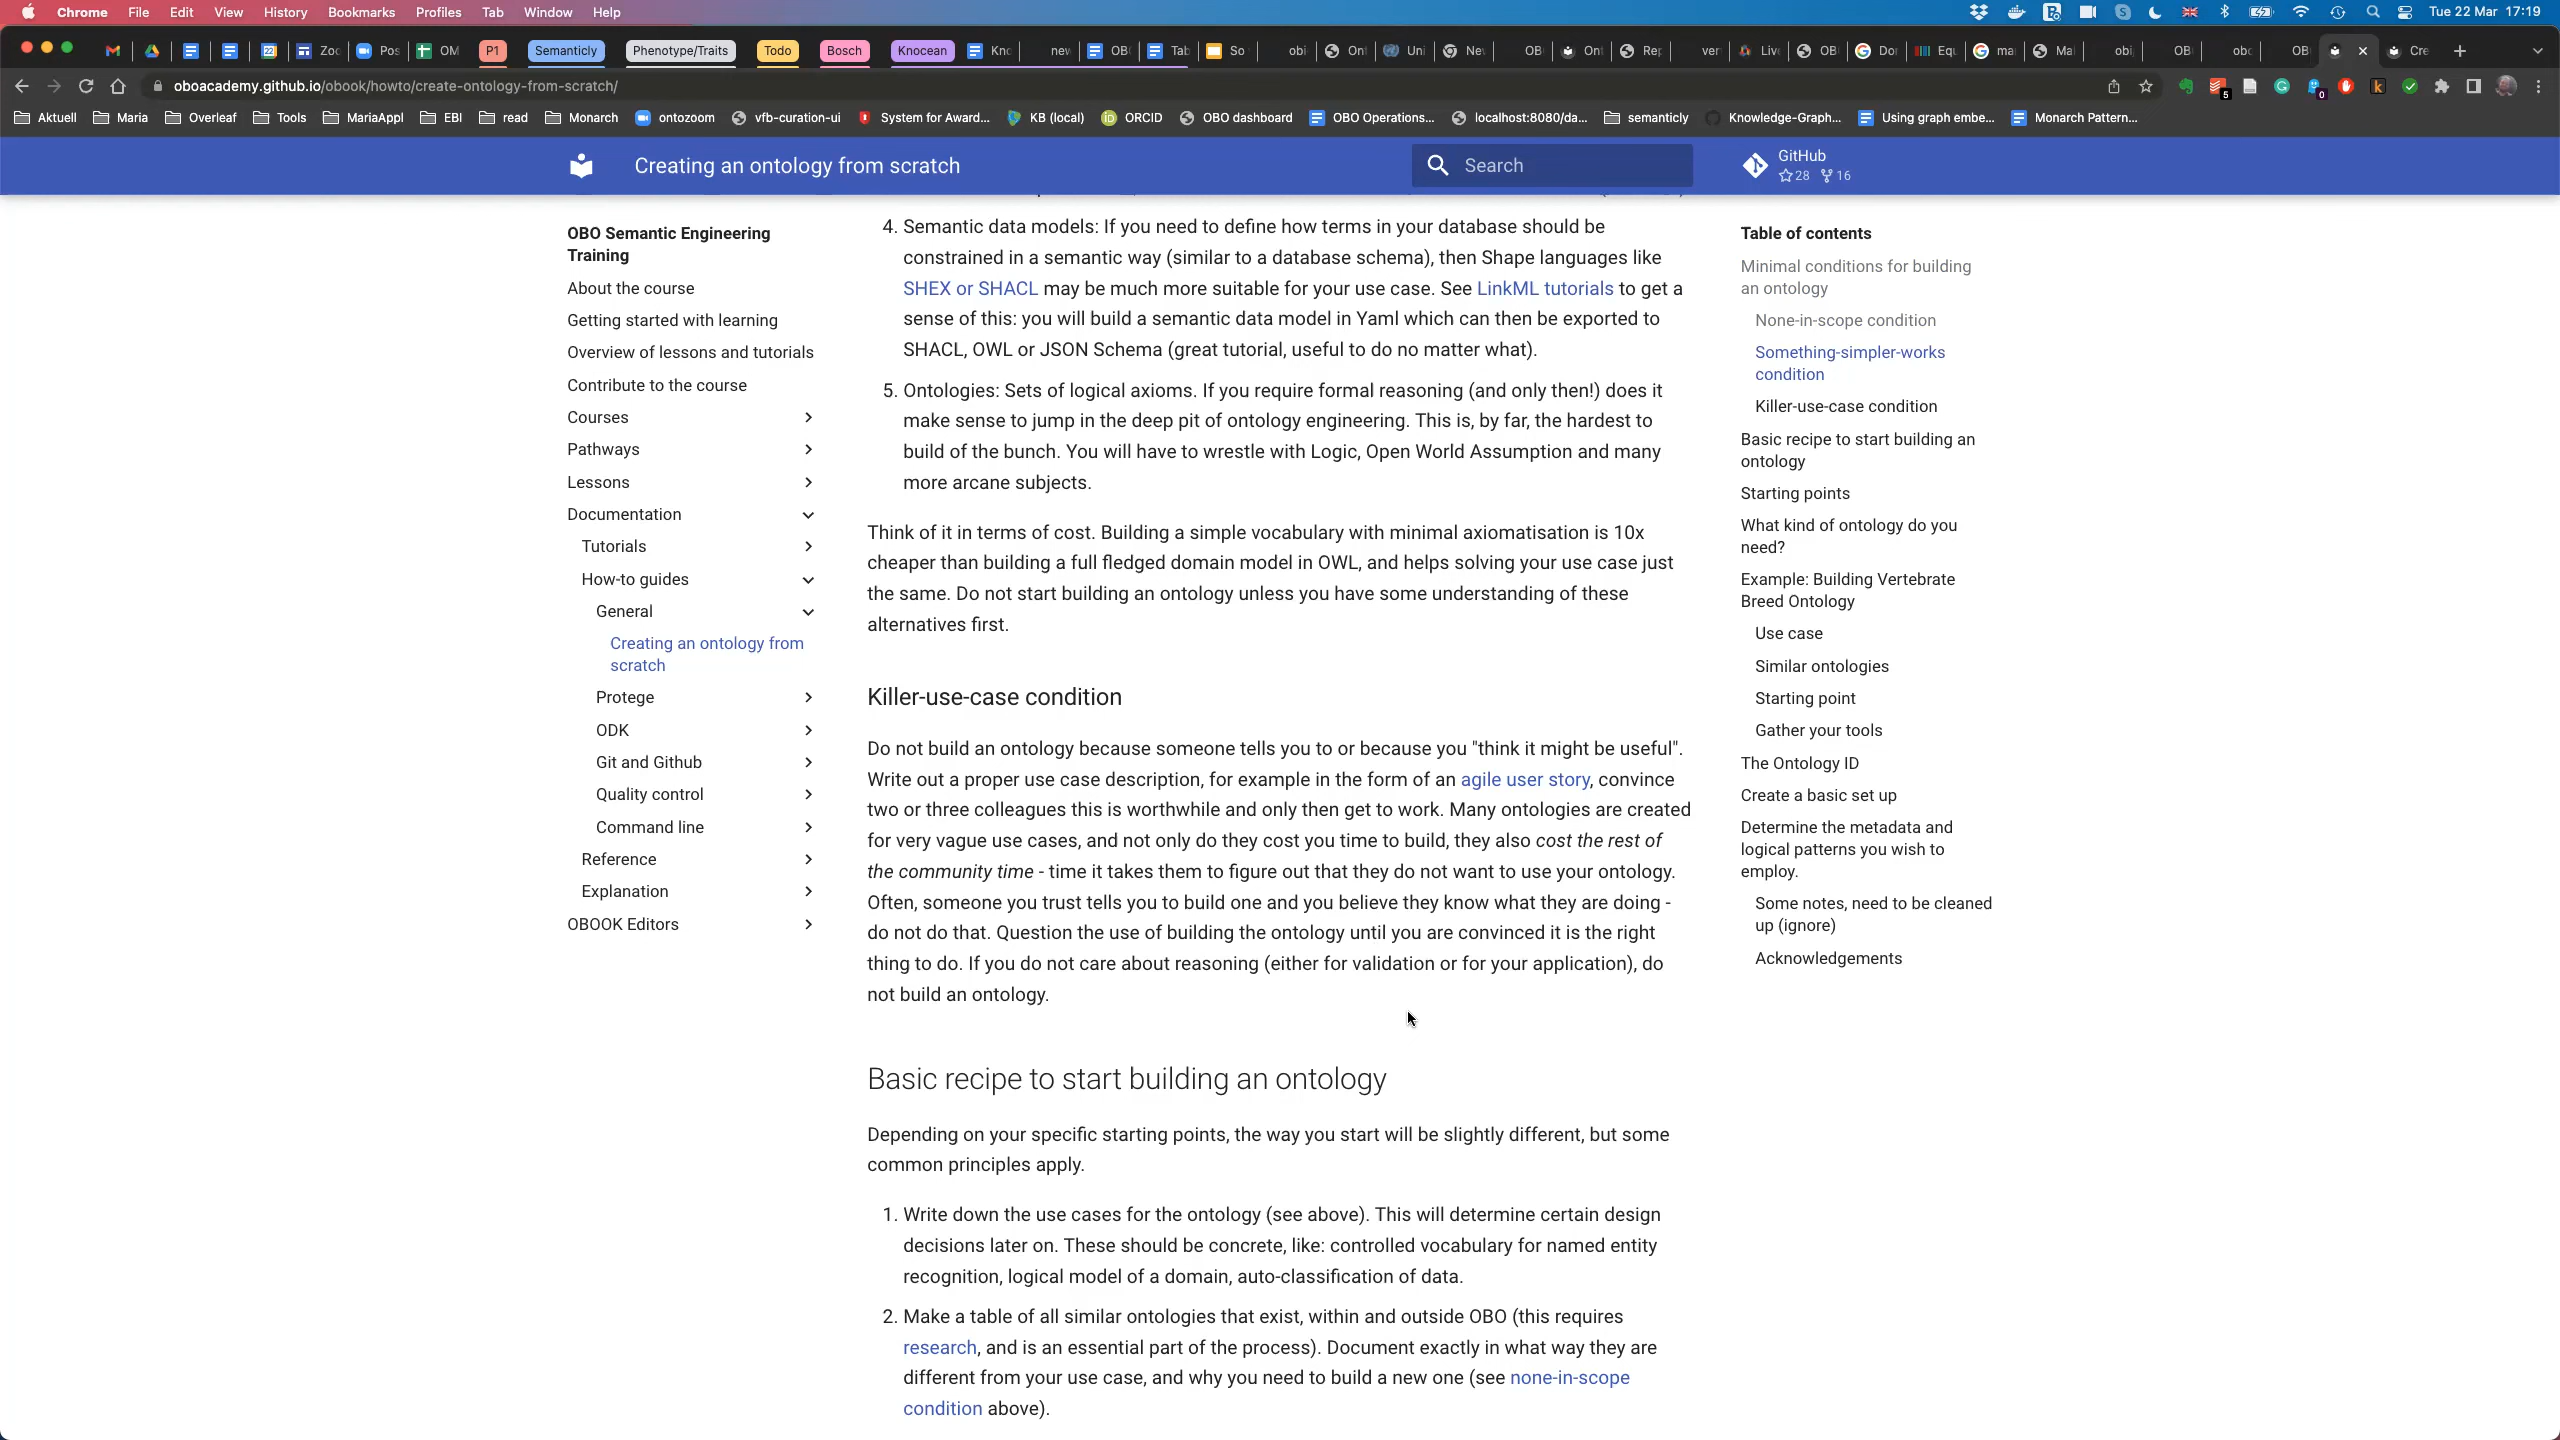 Chrome File Edit View History Bookmarks Profiles Tab Window Help
Tue 22 Mar 17:19
Zoc Pos OM P1 Semanticly Phenotype/Traits Todo Bosch Knocean Kno nev OB Tab So obi Ont Uni Nev OB Ont Rep ver Live OB Dor Equ ma Mal obi OB obc OB Cre
oboacademy.github.io/obook/howto/create-ontology-from-scratch/
5
0
Aktuell Maria Overleaf Tools MariaAppl EBI read Monarch ontozoom vfb-curation-ui System for Award... KB (local) ORCID OBO dashboard OBO Operations... localhost:8080/da... semanticly Knowledge-Graph... Using graph embe... Monarch Pattern...
Creating an ontology from scratch
Search
GitHub
28 16
OBO Semantic Engineering
Training
About the course
Getting started with learning
Overview of lessons and tutorials
Contribute to the course
Courses
Pathways
Lessons
Documentation
Tutorials
How-to guides
General
Creating an ontology from
scratch
Protege
ODK
Git and Github
Quality control
Command line
Reference
Explanation
OBOOK Editors
4. Semantic data models: If you need to define how terms in your database should be
constrained in a semantic way (similar to a database schema), then Shape languages like
SHEX or SHACL may be much more suitable for your use case. See LinkML tutorials to get a
sense of this: you will build a semantic data model in Yaml which can then be exported to
SHACL, OWL or JSON Schema (great tutorial, useful to do no matter what).
5. Ontologies: Sets of logical axioms. If you require formal reasoning (and only then!) does it
make sense to jump in the deep pit of ontology engineering. This is, by far, the hardest to
build of the bunch. You will have to wrestle with Logic, Open World Assumption and many
more arcane subjects.
Think of it in terms of cost. Building a simple vocabulary with minimal axiomatisation is 10x
cheaper than building a full fledged domain model in OWL, and helps solving your use case just
the same. Do not start building an ontology unless you have some understanding of these
alternatives first.
Killer-use-case condition
Do not build an ontology because someone tells you to or because you "think it might be useful".
Write out a proper use case description, for example in the form of an agile user story, convince
two or three colleagues this is worthwhile and only then get to work. Many ontologies are created
for very vague use cases, and not only do they cost you time to build, they also cost the rest of
the community time - time it takes them to figure out that they do not want to use your ontology.
Often, someone you trust tells you to build one and you believe they know what they are doing -
do not do that. Question the use of building the ontology until you are convinced it is the right
thing to do. If you do not care about reasoning (either for validation or for your application), do
not build an ontology.
Basic recipe to start building an ontology
Depending on your specific starting points, the way you start will be slightly different, but some
common principles apply.
1. Write down the use cases for the ontology (see above). This will determine certain design
decisions later on. These should be concrete, like: controlled vocabulary for named entity
recognition, logical model of a domain, auto-classification of data.
2. Make a table of all similar ontologies that exist, within and outside OBO (this requires
research, and is an essential part of the process). Document exactly in what way they are
different from your use case, and why you need to build a new one (see none-in-scope
condition above).
Table of contents
Minimal conditions for building
an ontology
None-in-scope condition
Something-simpler-works
condition
Killer-use-case condition
Basic recipe to start building an
ontology
Starting points
What kind of ontology do you
need?
Example: Building Vertebrate
Breed Ontology
Use case
Similar ontologies
Starting point
Gather your tools
The Ontology ID
Create a basic set up
Determine the metadata and
logical patterns you wish to
employ.
Some notes, need to be cleaned
up (ignore)
Acknowledgements